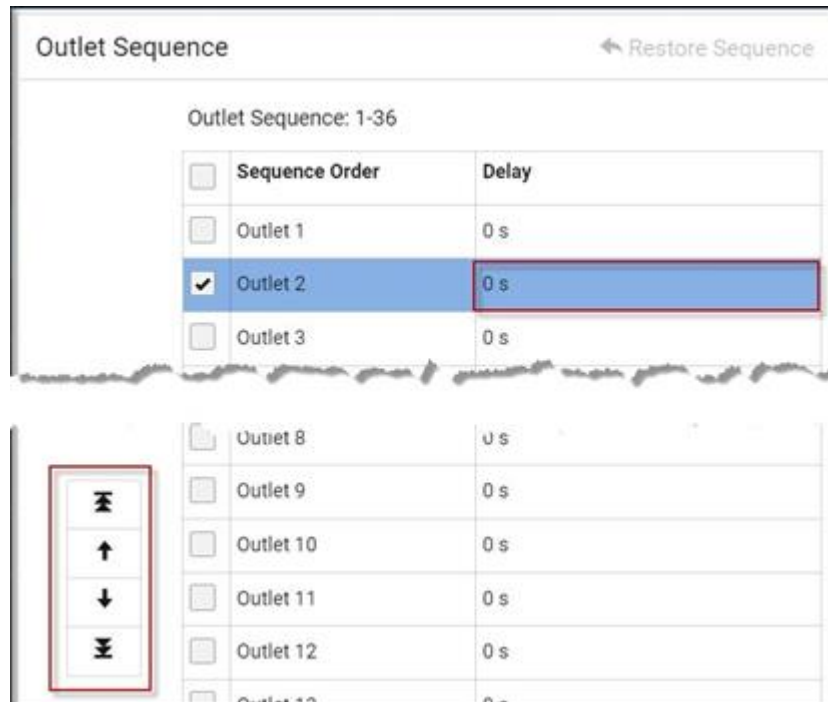 Outlet Sequence
Restore Sequence
Outlet Sequence: 1-36
Sequence Order Delay
Outlet 1 0 s
Outlet 2 0 s
Outlet 3 0 s
Outlet 8 0 s
Outlet 9 0 s
Outlet 10 0 s
Outlet 11 0 s
Outlet 12 0 s